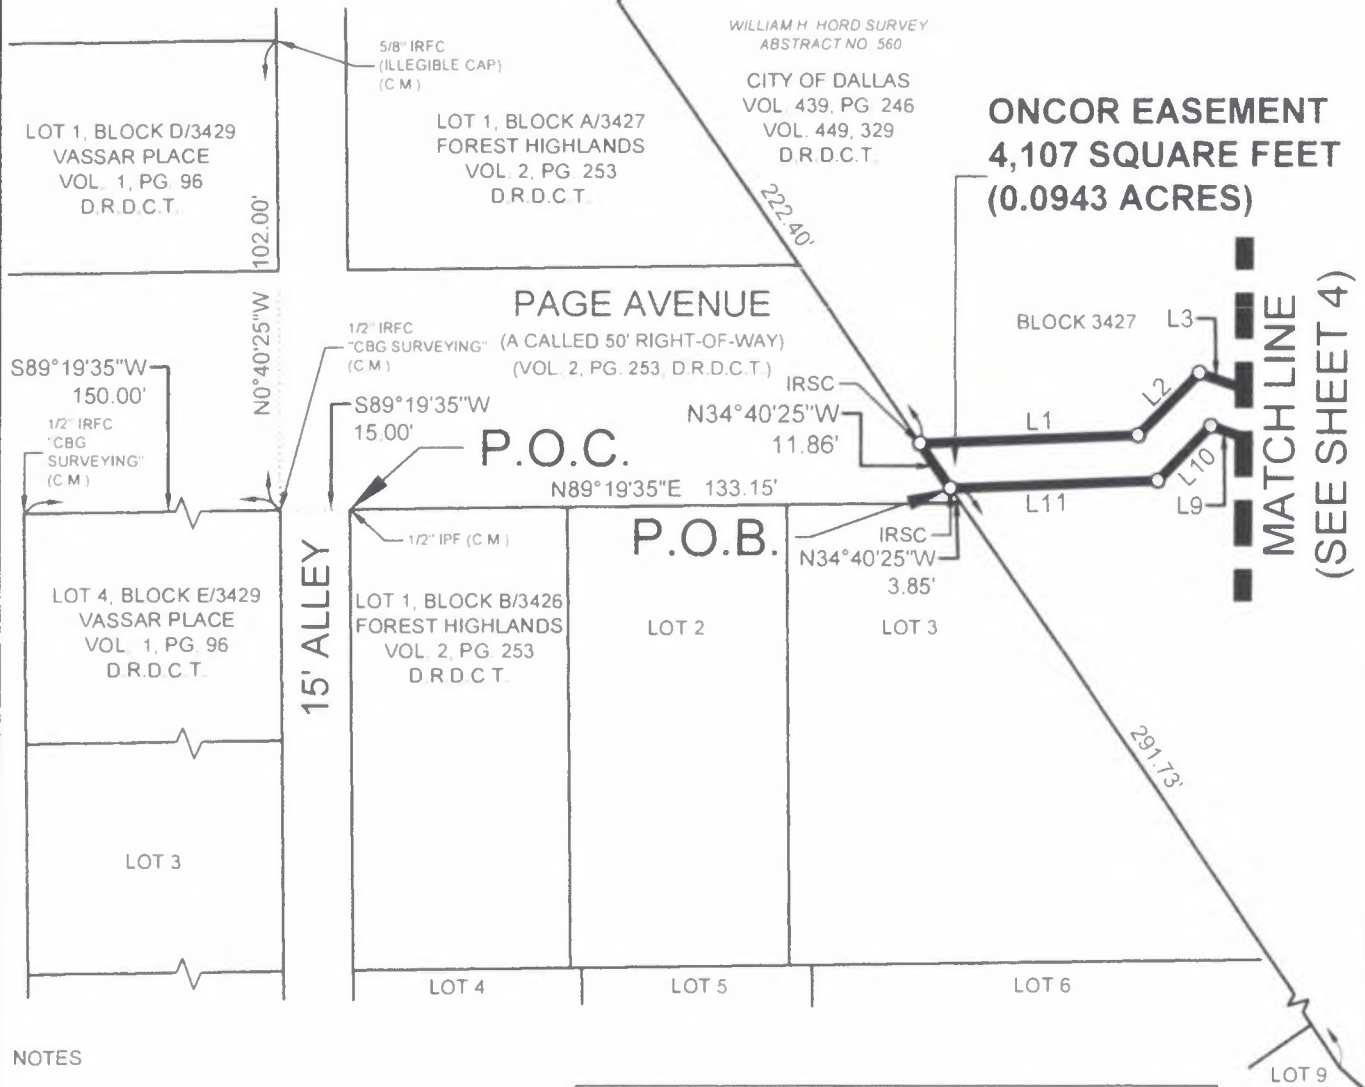 WILLIAM H HORD SURVEY
ABSTRACT NO 560
CITY OF DALLAS
VOL. 439, PG 246
VOL. 449, 329
D.R.D.C.T.
5/8" IRFC
(ILLEGIBLE CAP)
(C M )
LOT 1, BLOCK D/3429
VASSAR PLACE
VOL. 1, PG. 96
D.R.D.C.T.
LOT 1, BLOCK A/3427
FOREST HIGHLANDS
VOL. 2, PG. 253
D.R.D.C.T.
ONCOR EASEMENT
4,107 SQUARE FEET
(0.0943 ACRES)
222.40'
N0°40'25"W 102.00'
PAGE AVENUE
(A CALLED 50' RIGHT-OF-WAY)
(VOL. 2, PG. 253, D.R.D.C.T.)
1/2" IRFC
"CBG SURVEYING"
(C M )
BLOCK 3427
L3
MATCH LINE
(SEE SHEET 4)
S89°19'35"W
150.00'
1/2" IRFC
"CBG
SURVEYING"
(C M )
S89°19'35"W
15.00'
IRSC
N34°40'25"W
11.86'
L1
L2
P.O.C.
N89°19'35"E 133.15'
L11
L10
L9
1/2" IPF (C M )
P.O.B.
IRSC
N34°40'25"W
3.85'
15' ALLEY
LOT 4, BLOCK E/3429
VASSAR PLACE
VOL. 1, PG. 96
D.R.D.C.T.
LOT 1, BLOCK B/3426
FOREST HIGHLANDS
VOL. 2, PG. 253
D.R.D.C.T.
LOT 2
LOT 3
291.73'
LOT 3
LOT 4
LOT 5
LOT 6
NOTES
LOT 9